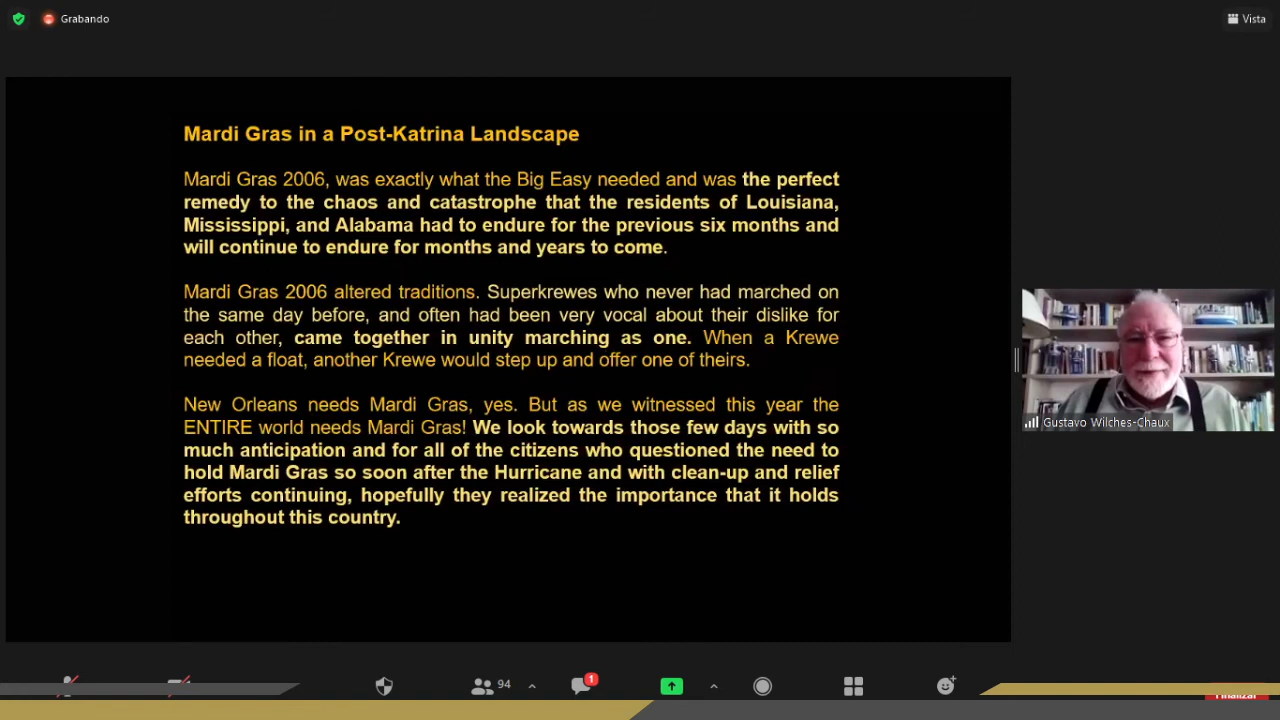 Grabando
Vista
Mardi Gras in a Post-Katrina Landscape
Mardi Gras 2006, was exactly what the Big Easy needed and was the perfect
remedy to the chaos and catastrophe that the residents of Louisiana,
Mississippi, and Alabama had to endure for the previous six months and
will continue to endure for months and years to come.
Mardi Gras 2006 altered traditions. Superkrewes who never had marched on
the same day before, and often had been very vocal about their dislike for
each other, came together in unity marching as one. When a Krewe
needed a float, another Krewe would step up and offer one of theirs.
New Orleans needs Mardi Gras, yes. But as we witnessed this year the
ENTIRE world needs Mardi Gras! We look towards those few days with so
much anticipation and for all of the citizens who questioned the need to
hold Mardi Gras so soon after the Hurricane and with clean-up and relief
efforts continuing, hopefully they realized the importance that it holds
throughout this country.
Gustavo Wilches-Chaux
94
1
Finalizar